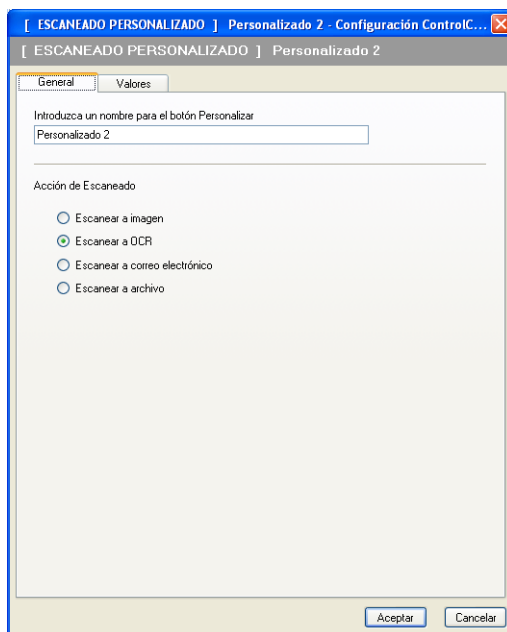 [ ESCANEADO PERSONALIZADO ] Personalizado 2 - Configuración ControlC...
[ ESCANEADO PERSONALIZADO ] Personalizado 2
General Valores
Introduzca un nombre para el botón Personalizar
Personalizado 2
Acción de Escaneado
Escanear a imagen
Escanear a OCR
Escanear a correo electrónico
Escanear a archivo
Aceptar Cancelar